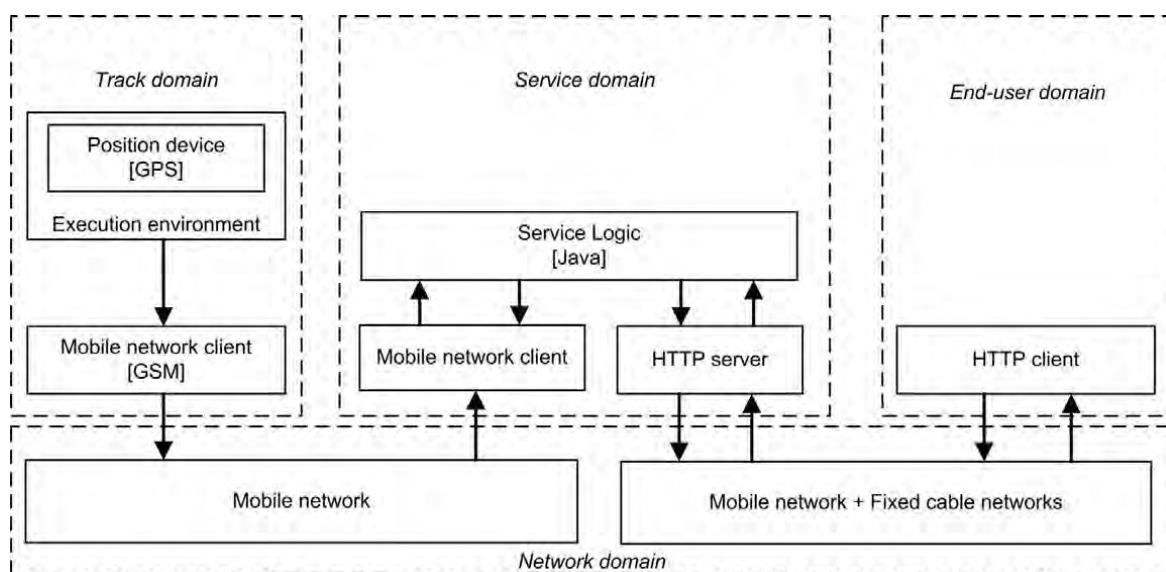 Track domain
Position device
[GPS]
Execution environment
Mobile network client
[GSM]
Service domain
Service Logic
[Java]
Mobile network client
HTTP server
End-user domain
HTTP client
Mobile network
Mobile network + Fixed cable networks
Network domain